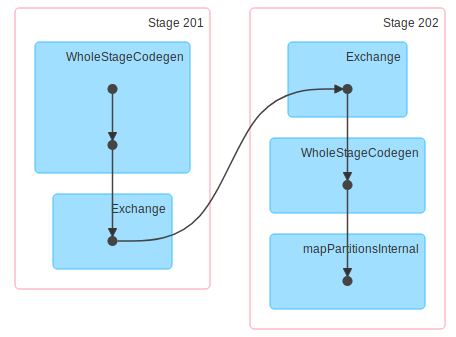 Stage 201
WholeStageCodegen
Exchange
Stage 202
Exchange
WholeStageCodegen
mapPartitionsInternal